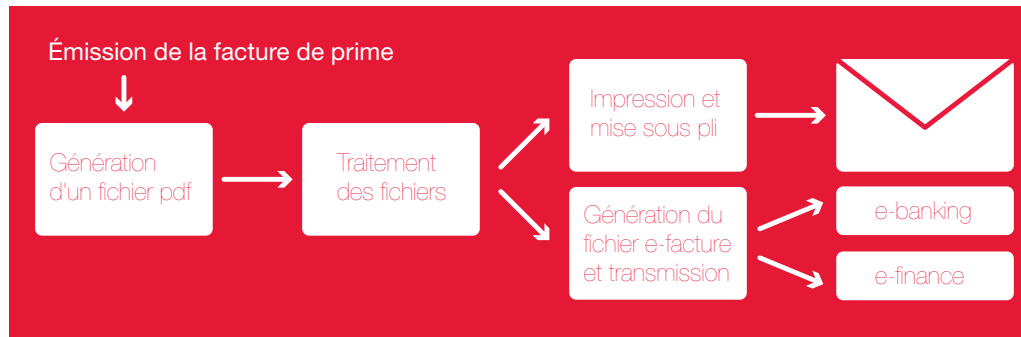 Émission de la facture de prime
Génération
d'un fichier pdf
Traitement
des fichiers
Impression et
mise sous pli
Génération du
fichier e-facture
et transmission
e-banking
e-finance